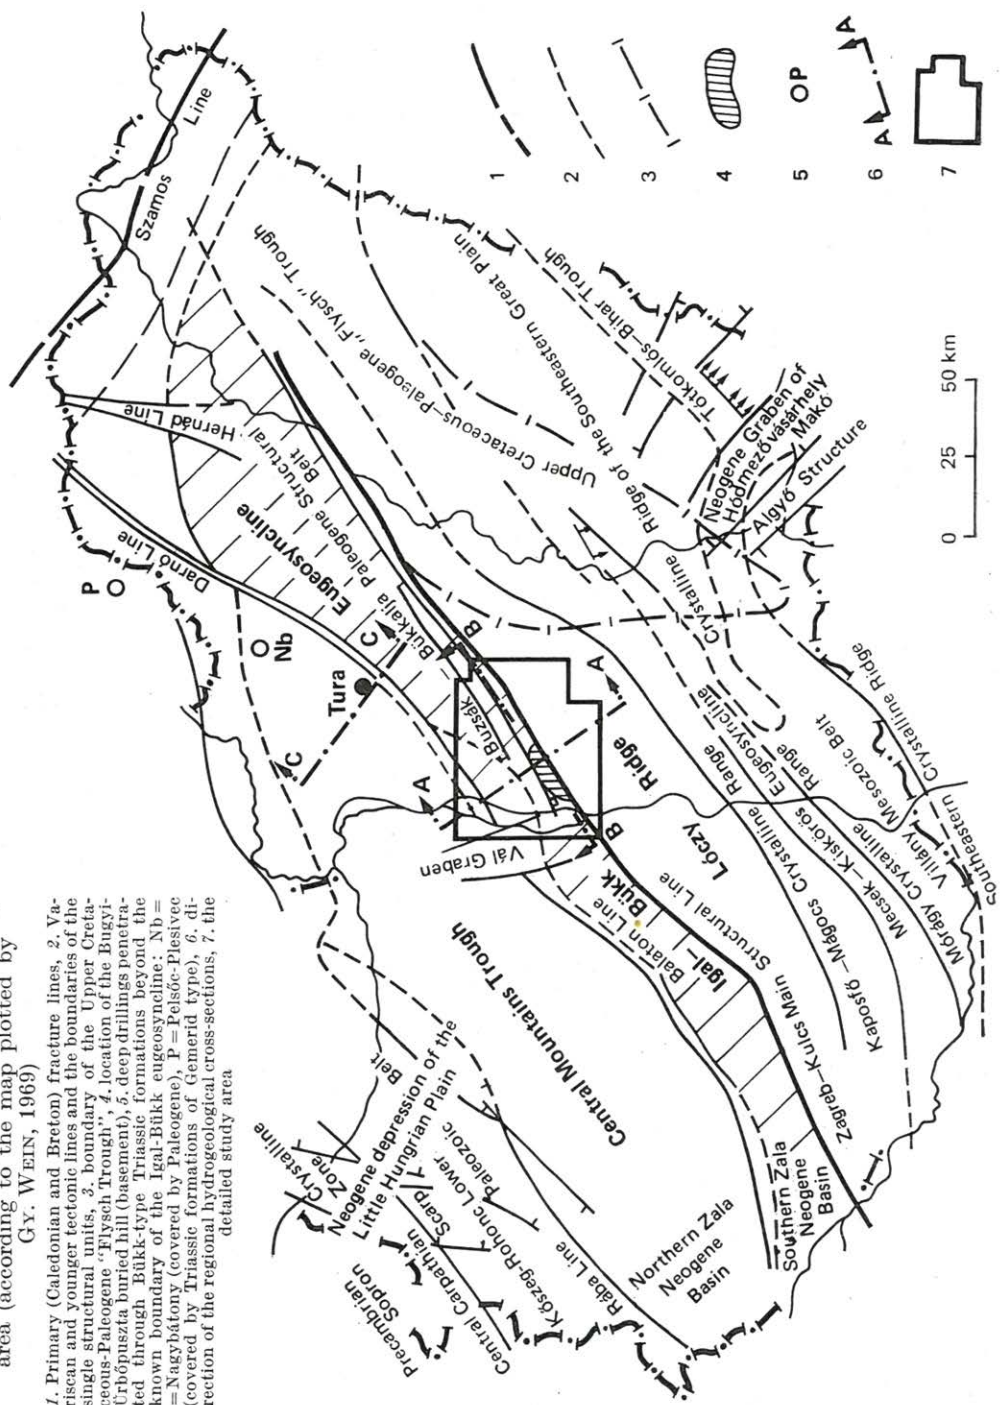 area (according to the map plotted by
GY. WEIN, 1969)
1. Primary (Caledonian and Breton) fracture lines, 2. Va-
riscan and younger tectonic lines and the boundaries of the
single structural units, 3. boundary of the Upper Creta-
ceous-Paleogene "Flysch Trough", 4. location of the Bugyi-
Ürbőpuszta buried hill (basement), 5. deep drillings penetra-
ted through Bükk-type Triassic formations beyond the
known boundary of the Igal-Bükk eugeosyncline: Nb =
=Nagybátony (covered by Paleogene), P=Pelsőc-Plesivec
(covered by Triassic formations of Gemerid type), 6. di-
rection of the regional hydrogeological cross-sections, 7. the
detailed study area
Szamos Line
Hernád Line
Darnó Line
P
Nb
Tura
C
C
Eugeosyncline
Bükkalja Paleogene Structural Belt
Upper Cretaceous-Paleogene „Flysch" Trough
Ridge of the Southeastern Great Plain
Tótkomlós–Bihar Trough
Neogene Graben of
Hódmezővásárhely
Makó
Algyő Structure
B
A
Buzsák
A
B
Vál Graben
Ridge
Lóczy
Bükk
Igal–
Balaton Line
Zagreb–Kulcs Main Structural Line
Kaposfő–Mágocs Crystalline Range
Mecsek–Kiskörös Eugeosyncline
Mórágy Crystalline Range
Crystalline
Villány Mesozoic Belt
Southeastern Crystalline Ridge
Central Mountains Trough
Crystalline
Zone
Belt
Neogene depression of the
Little Hungrian Plain
Precambrian
Sopron
Central Carpathian Scarp
Kőszeg-Rohonc Lower
Paleozoic
Rába Line
Northern Zala
Neogene
Basin
Southern Zala
Neogene
Basin
1
2
3
4
5
P
6
A
A
7
0 25 50 km